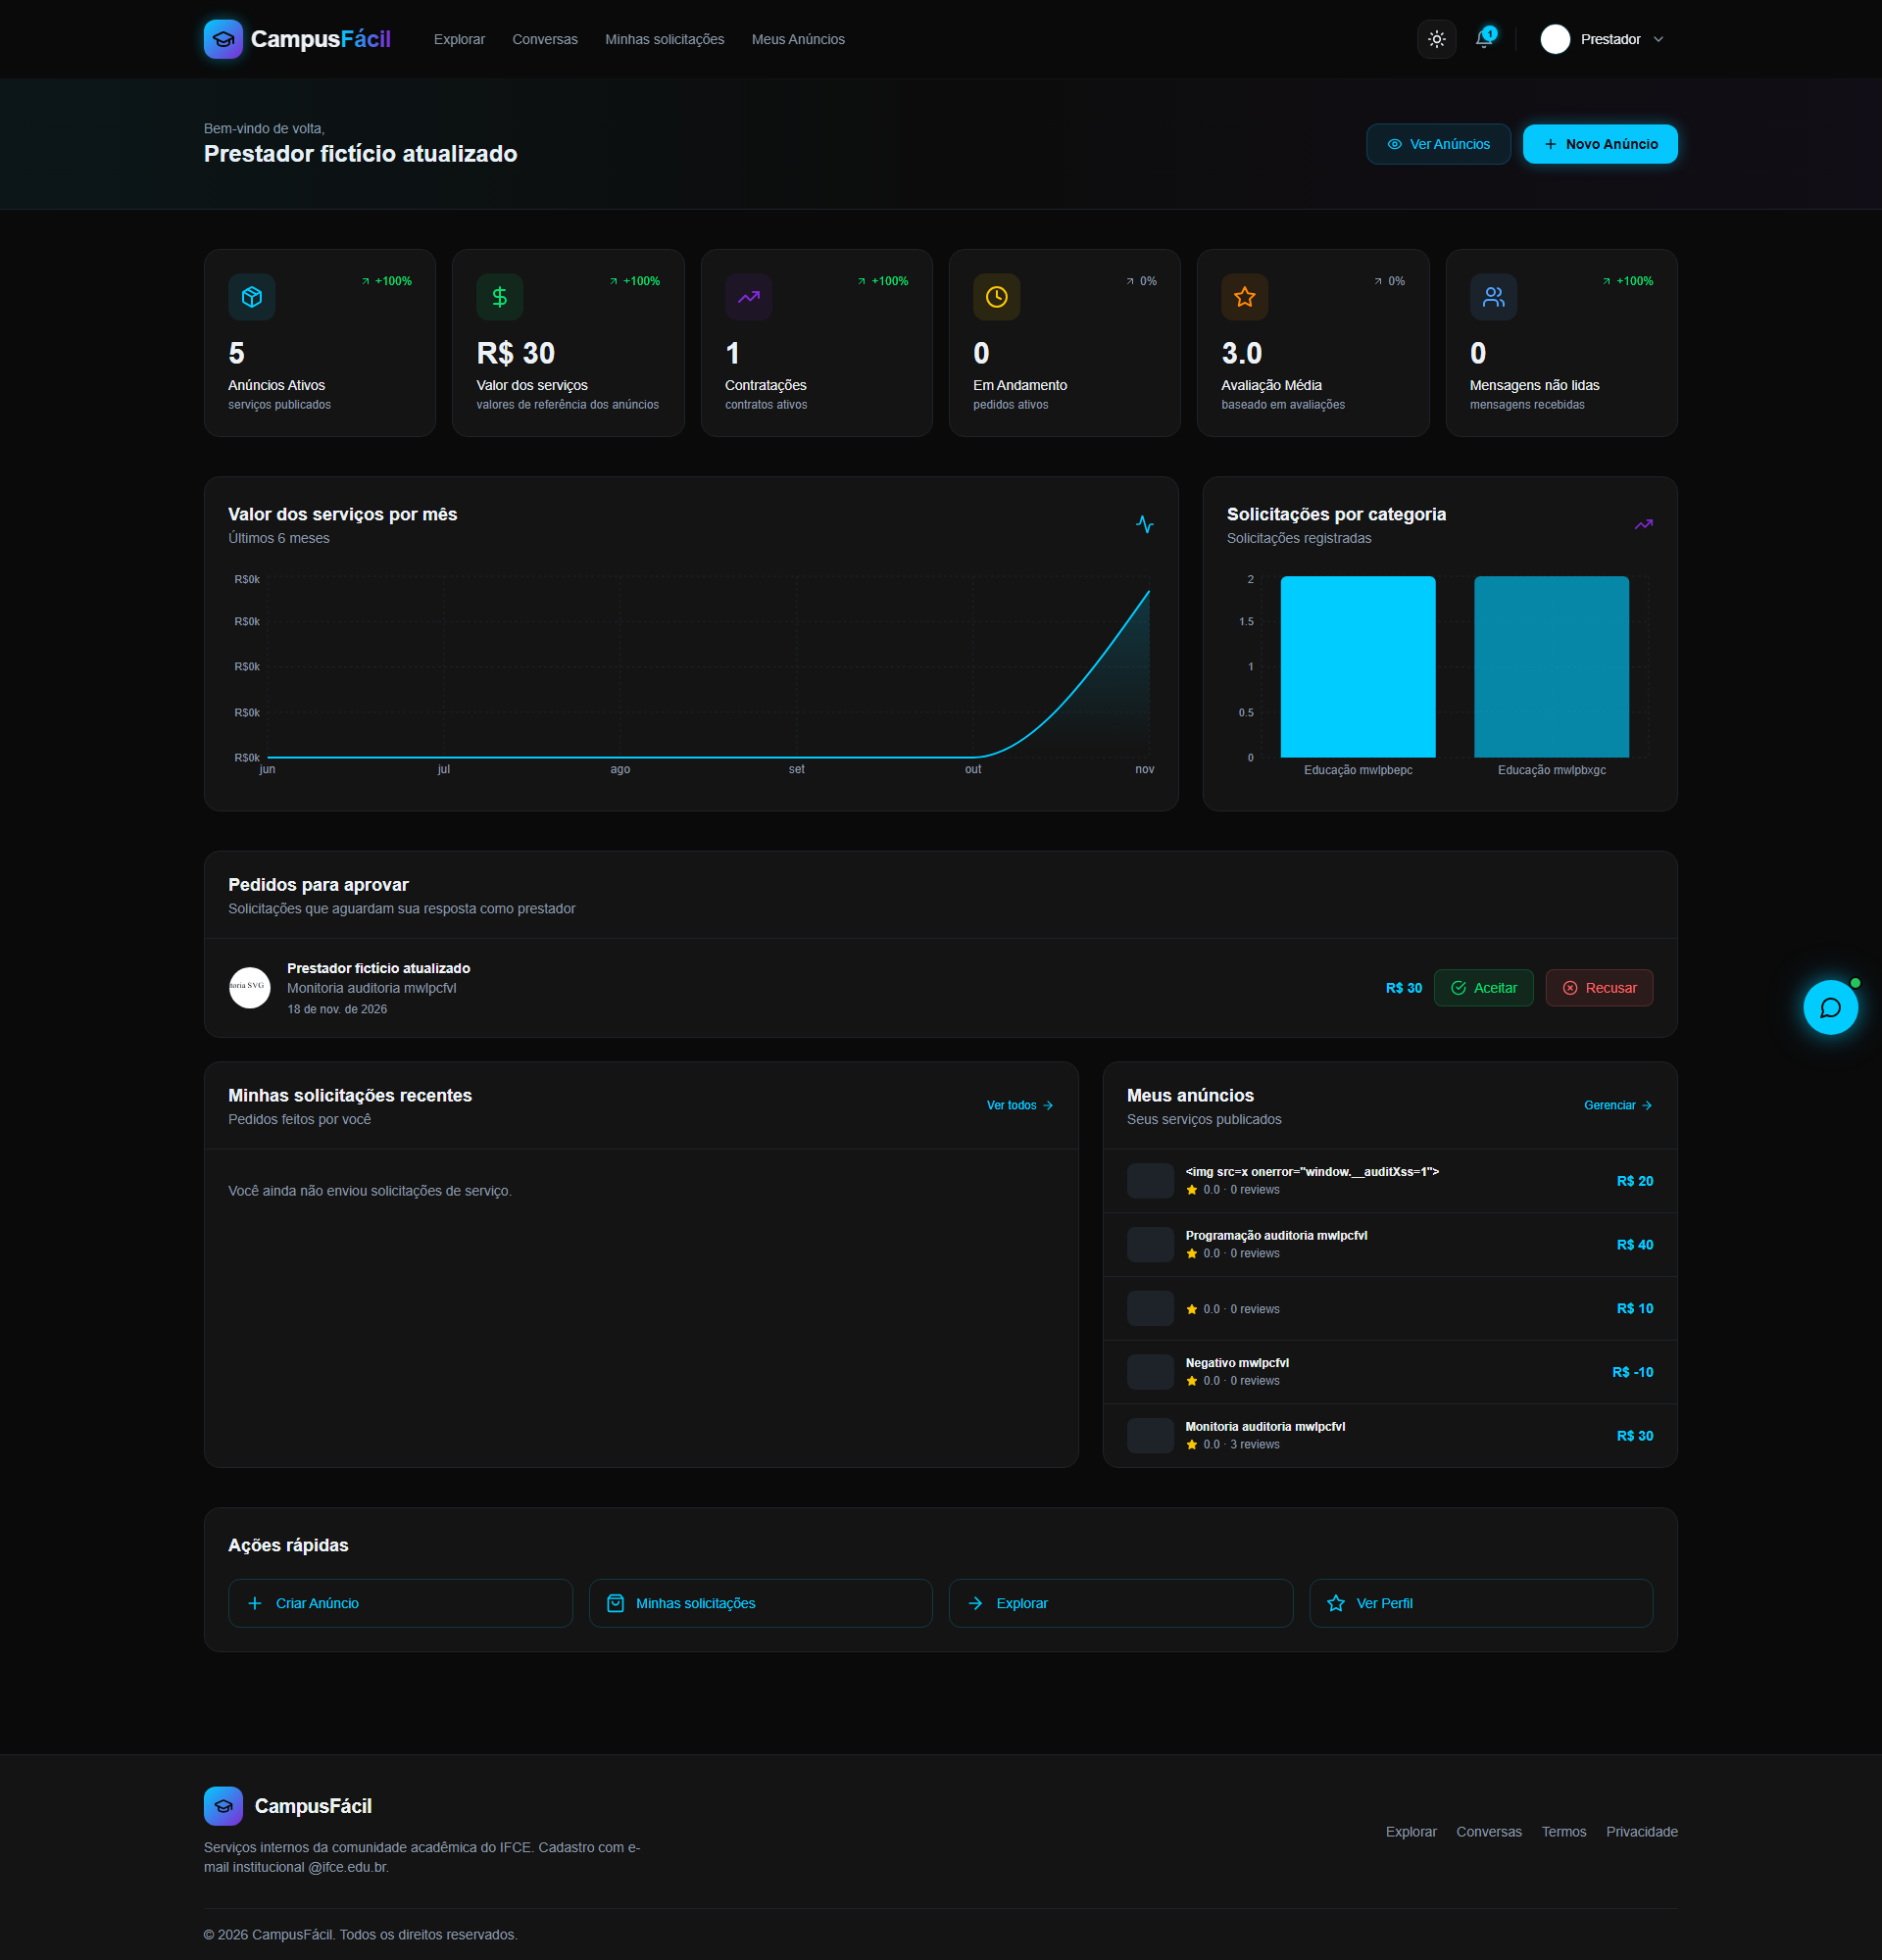 CampusFácil
Explorar
Conversas
Minhas solicitações
Meus Anúncios
1
Prestador
Bem-vindo de volta,
Prestador fictício atualizado
Ver Anúncios
Novo Anúncio
+100%
5
Anúncios Ativos
serviços publicados
+100%
R$ 30
Valor dos serviços
valores de referência dos anúncios
+100%
1
Contratações
contratos ativos
0%
0
Em Andamento
pedidos ativos
0%
3.0
Avaliação Média
baseado em avaliações
+100%
0
Mensagens não lidas
mensagens recebidas
Valor dos serviços por mês
Últimos 6 meses
R$0k
R$0k
R$0k
R$0k
R$0k
jun
jul
ago
set
out
nov
Solicitações por categoria
Solicitações registradas
2
1.5
1
0.5
0
Educação mwlpbepc
Educação mwlpbxgc
Pedidos para aprovar
Solicitações que aguardam sua resposta como prestador
toria SVG
Prestador fictício atualizado
Monitoria auditoria mwlpcfvl
18 de nov. de 2026
R$ 30
Aceitar
Recusar
Minhas solicitações recentes
Pedidos feitos por você
Ver todos
Você ainda não enviou solicitações de serviço.
Meus anúncios
Seus serviços publicados
Gerenciar
<img src=x onerror="window.__auditXss=1">
0.0 · 0 reviews
R$ 20
Programação auditoria mwlpcfvl
0.0 · 0 reviews
R$ 40
0.0 · 0 reviews
R$ 10
Negativo mwlpcfvl
0.0 · 0 reviews
R$ -10
Monitoria auditoria mwlpcfvl
0.0 · 3 reviews
R$ 30
Ações rápidas
Criar Anúncio
Minhas solicitações
Explorar
Ver Perfil
CampusFácil
Serviços internos da comunidade acadêmica do IFCE. Cadastro com e-
mail institucional @ifce.edu.br.
Explorar
Conversas
Termos
Privacidade
© 2026 CampusFácil. Todos os direitos reservados.